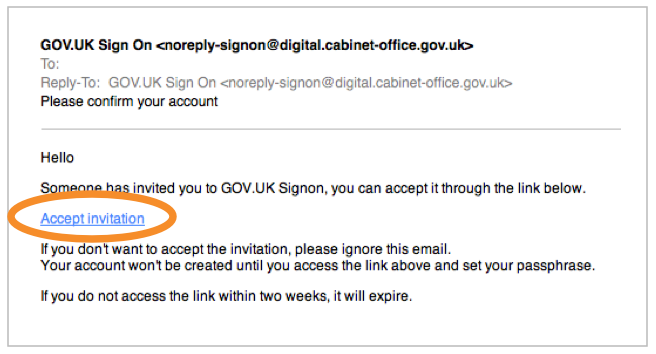 GOV.UK Sign On <noreply-signon@digital.cabinet-office.gov.uk>
To:
Reply-To: GOV.UK Sign On <noreply-signon@digital.cabinet-office.gov.uk>
Please confirm your account
Hello
Someone has invited you to GOV.UK Signon, you can accept it through the link below.
Accept invitation
If you don't want to accept the invitation, please ignore this email.
Your account won't be created until you access the link above and set your passphrase.
If you do not access the link within two weeks, it will expire.